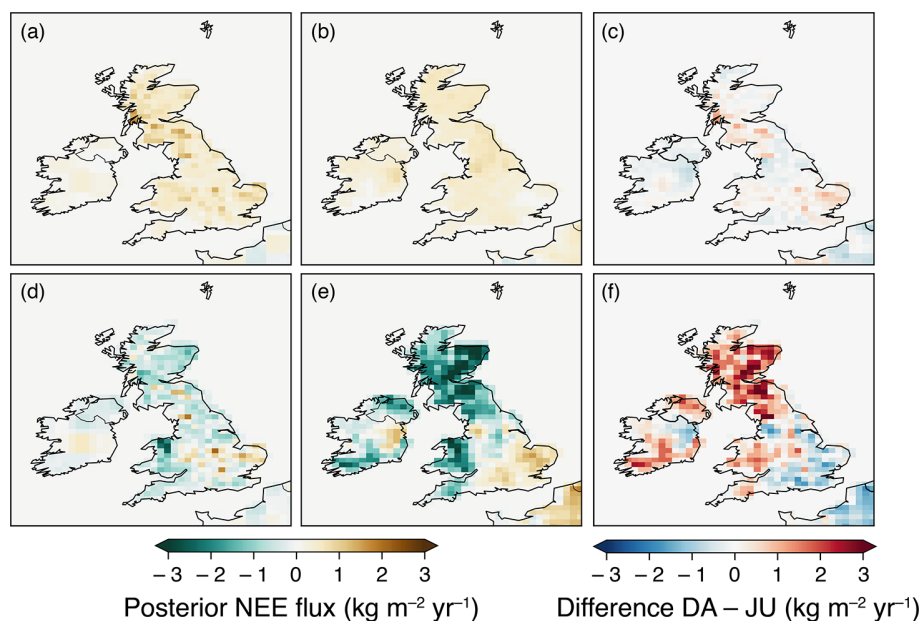 (a) (b) (c)
(d) (e) (f)
− 3 − 2 − 1 0 1 2 3 − 3 − 2 − 1 0 1 2 3
Posterior NEE flux (kg m⁻² yr⁻¹) Difference DA − JU (kg m⁻² yr⁻¹)